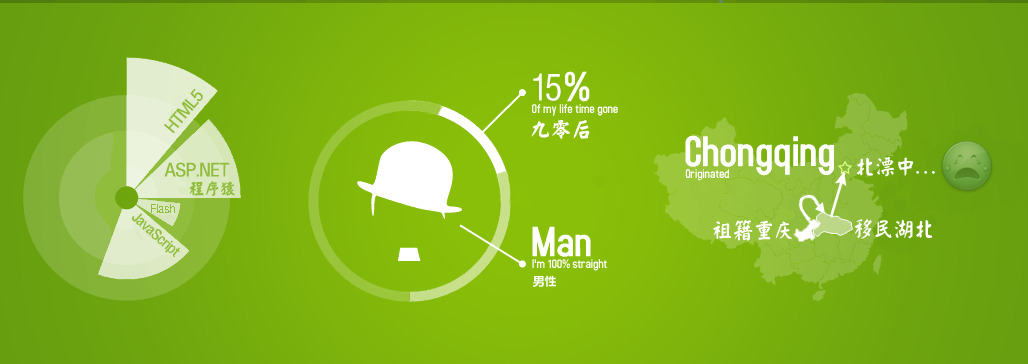 HTML5
ASP.NET
程序猿
Flash
JavaScript
15%
Of my life time gone
九零后
Man
I'm 100% straight
男性
Chongqing
Originated
北漂中...
祖籍重庆
移民湖北